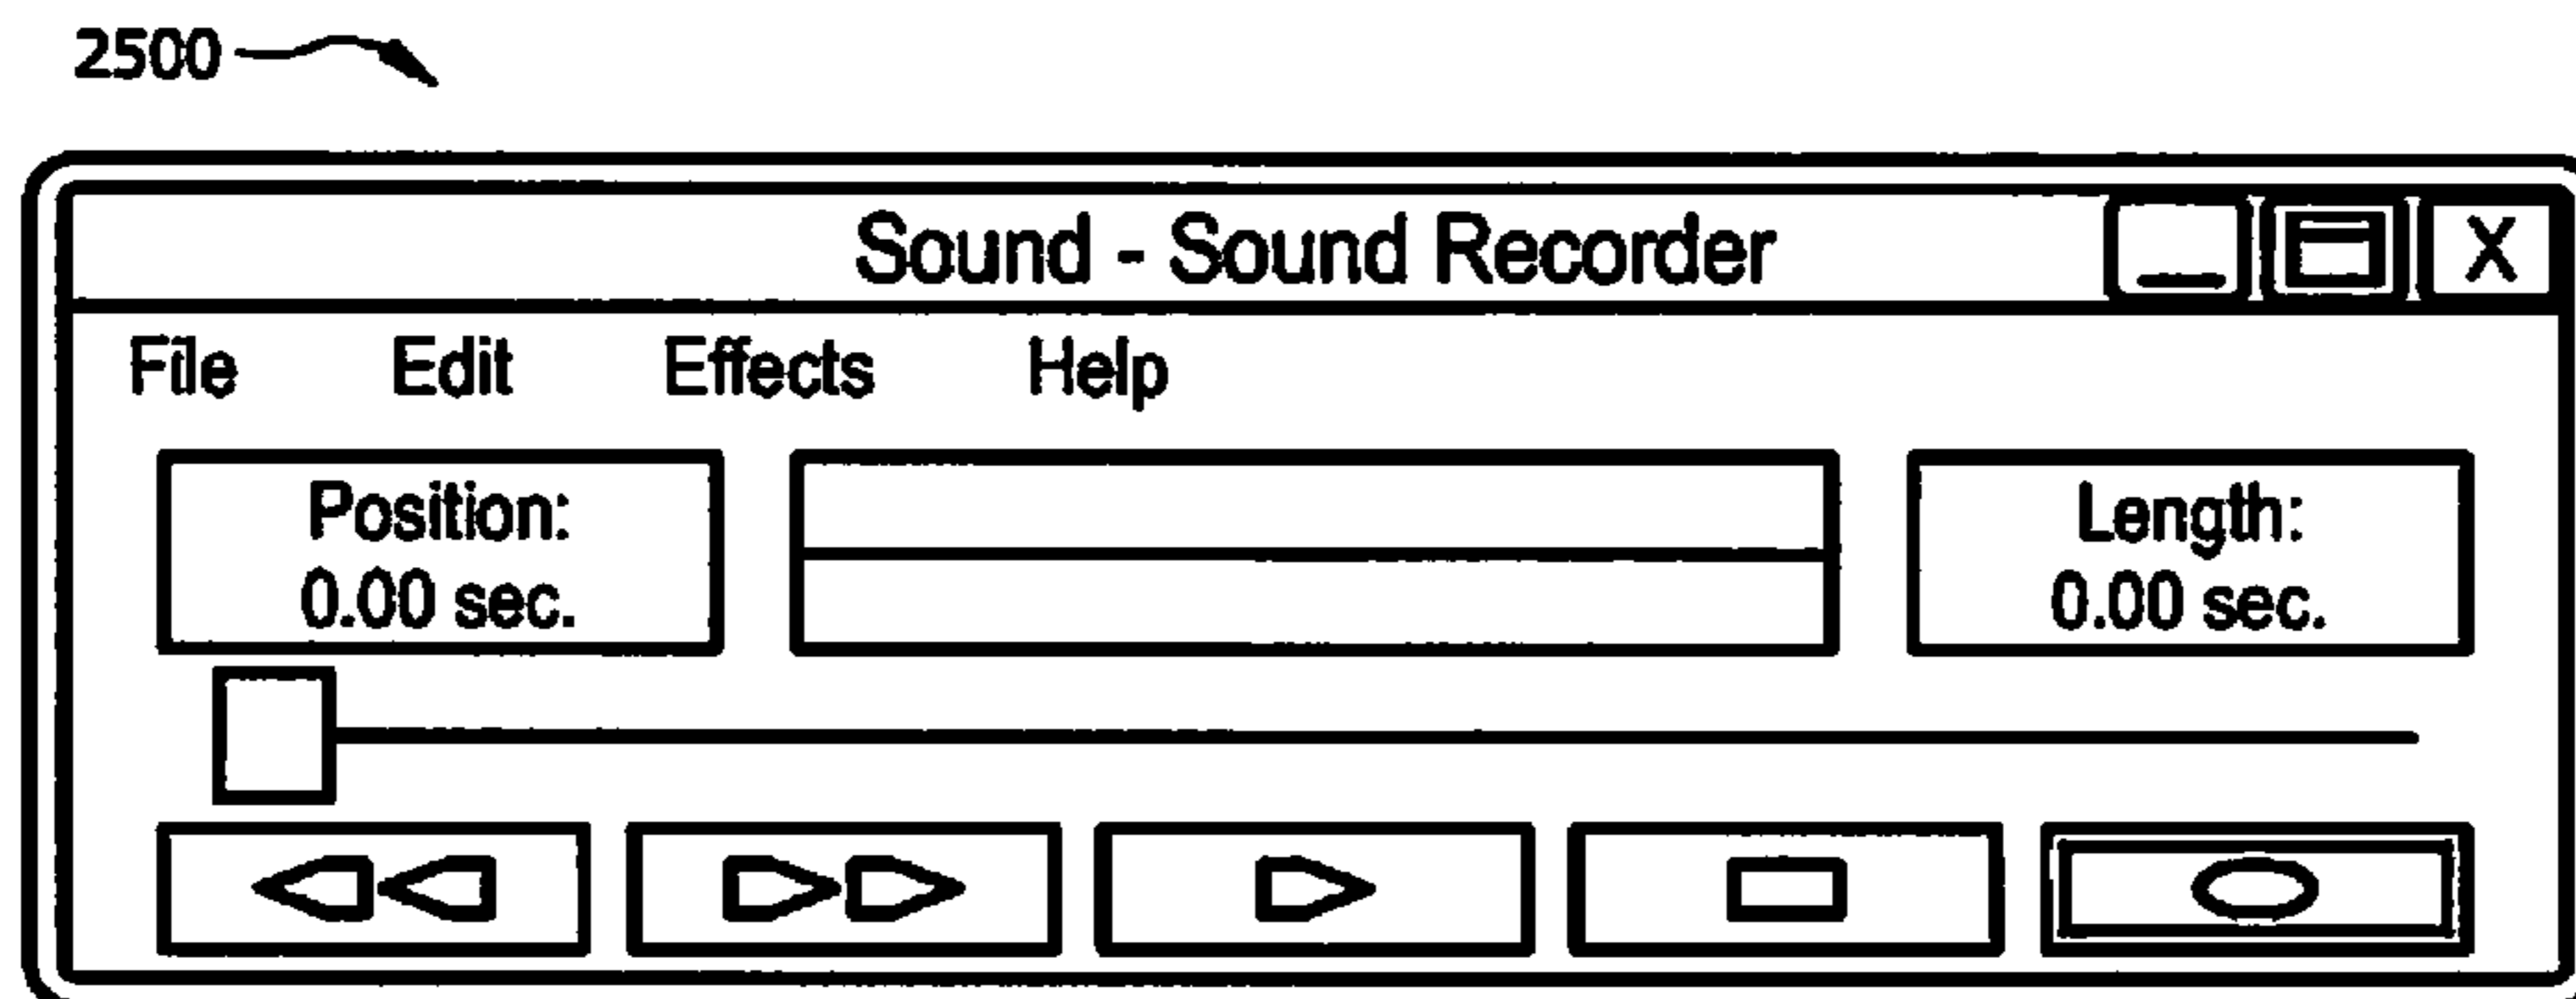 2500
Sound - Sound Recorder
X
File Edit Effects Help
Position:
0.00 sec.
Length:
0.00 sec.